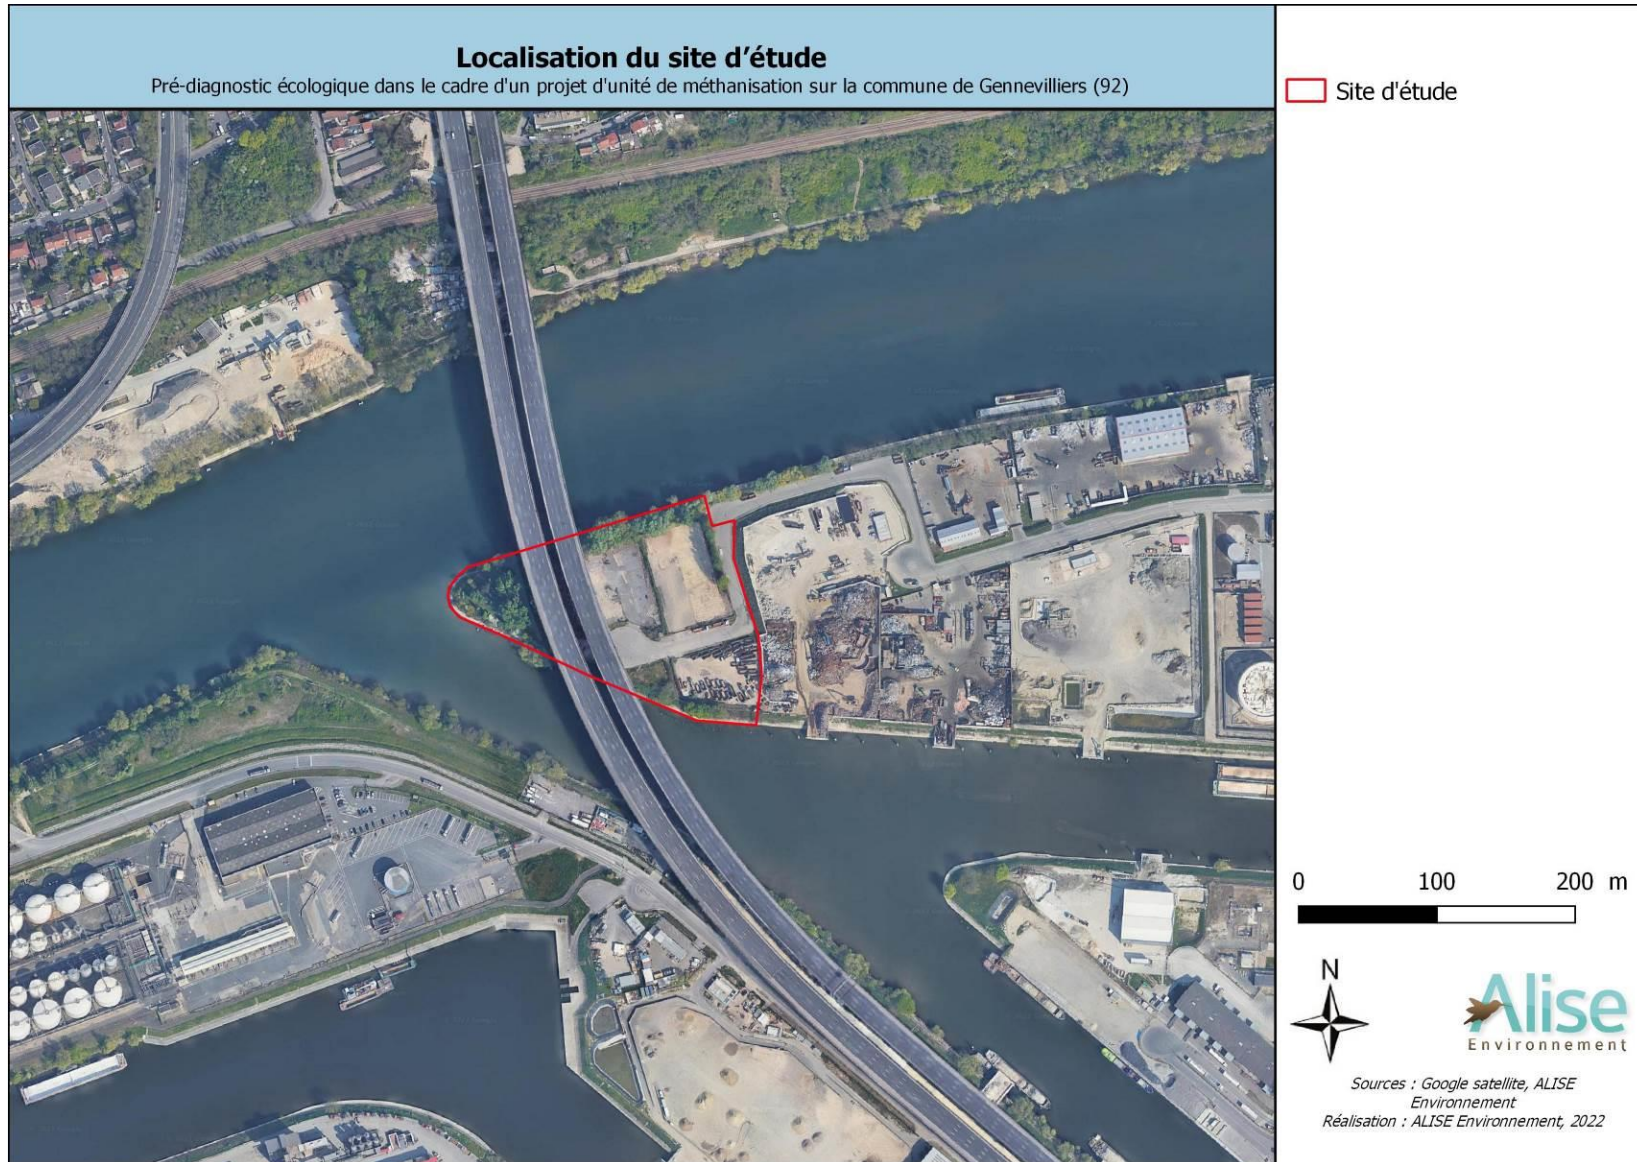 Localisation du site d'étude
Pré-diagnostic écologique dans le cadre d'un projet d'unité de méthanisation sur la commune de Gennevilliers (92)
Site d'étude
0 100 200 m
N
Alise
Environnement
Sources : Google satellite, ALISE
Environnement
Réalisation : ALISE Environnement, 2022